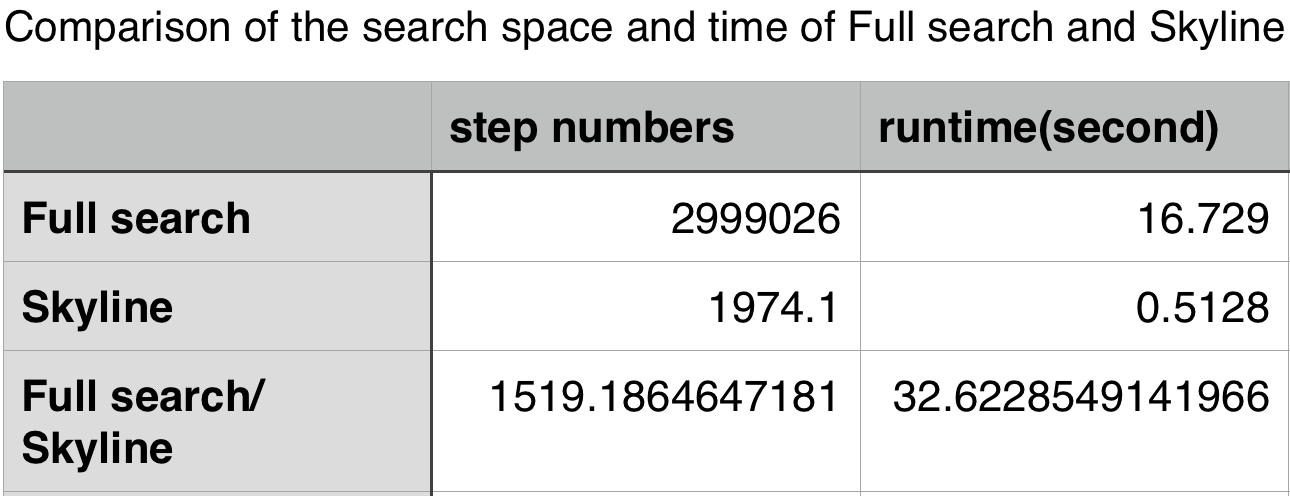 Comparison of the search space and time of Full search and Skyline
step numbers runtime(second)
Full search 2999026 16.729
Skyline 1974.1 0.5128
Full search/ 1519.1864647181 32.6228549141966
Skyline